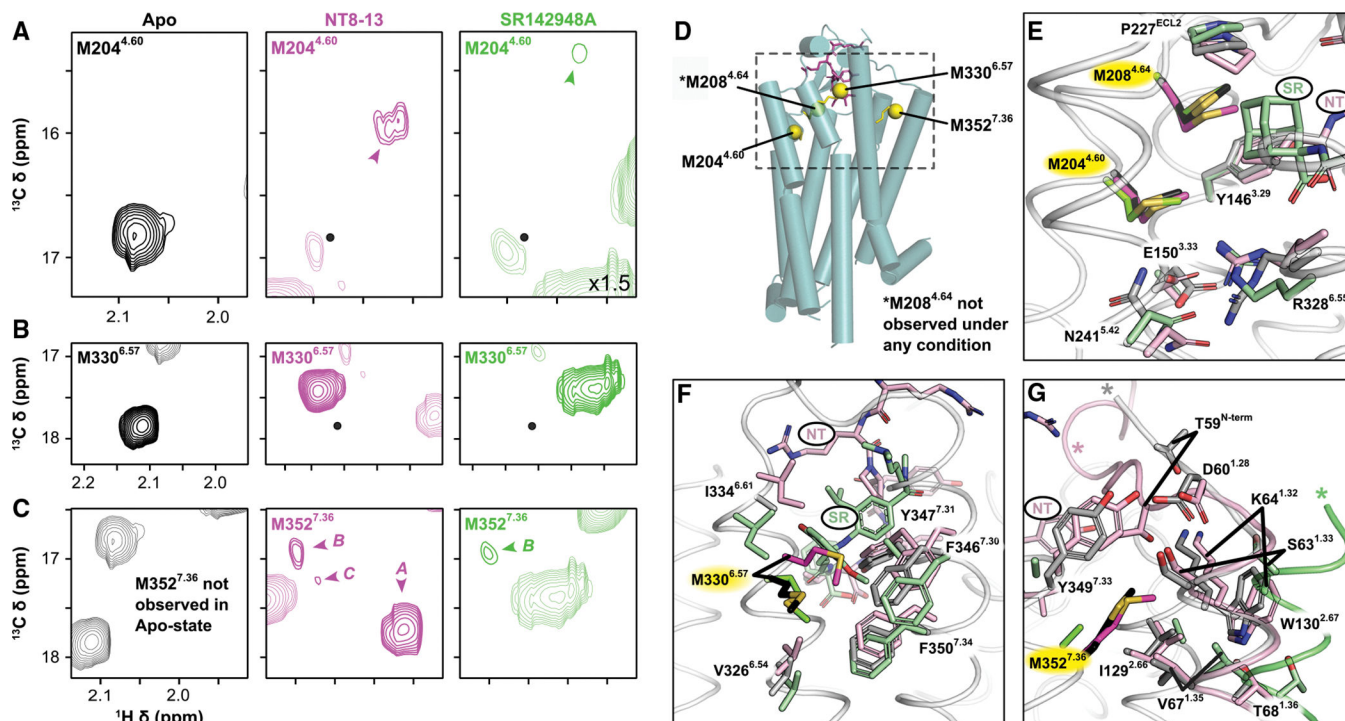 A
Apo
NT8-13
SR142948A
M204^4.60
M204^4.60
M204^4.60
¹³C δ (ppm)
16
17
2.1
2.0
x1.5
B
M330^6.57
M330^6.57
M330^6.57
¹³C δ (ppm)
17
18
2.2
2.1
2.0
C
M352^7.36
M352^7.36
M352^7.36 not
observed in
Apo-state
B
C
A
B
¹³C δ (ppm)
17
18
2.1
2.0
¹H δ (ppm)
D
*M208^4.64
M330^6.57
M352^7.36
M204^4.60
*M208^4.64 not
observed under
any condition
E
P227^ECL2
M208^4.64
SR
NT
M204^4.60
Y146^3.29
E150^3.33
R328^6.55
N241^5.42
F
NT
I334^6.61
SR
Y347^7.31
F346^7.30
M330^6.57
F350^7.34
V326^6.54
G
*
T59^N-term
*
D60^1.28
NT
K64^1.32
*
S63^1.33
Y349^7.33
W130^2.67
M352^7.36
I129^2.66
V67^1.35
T68^1.36